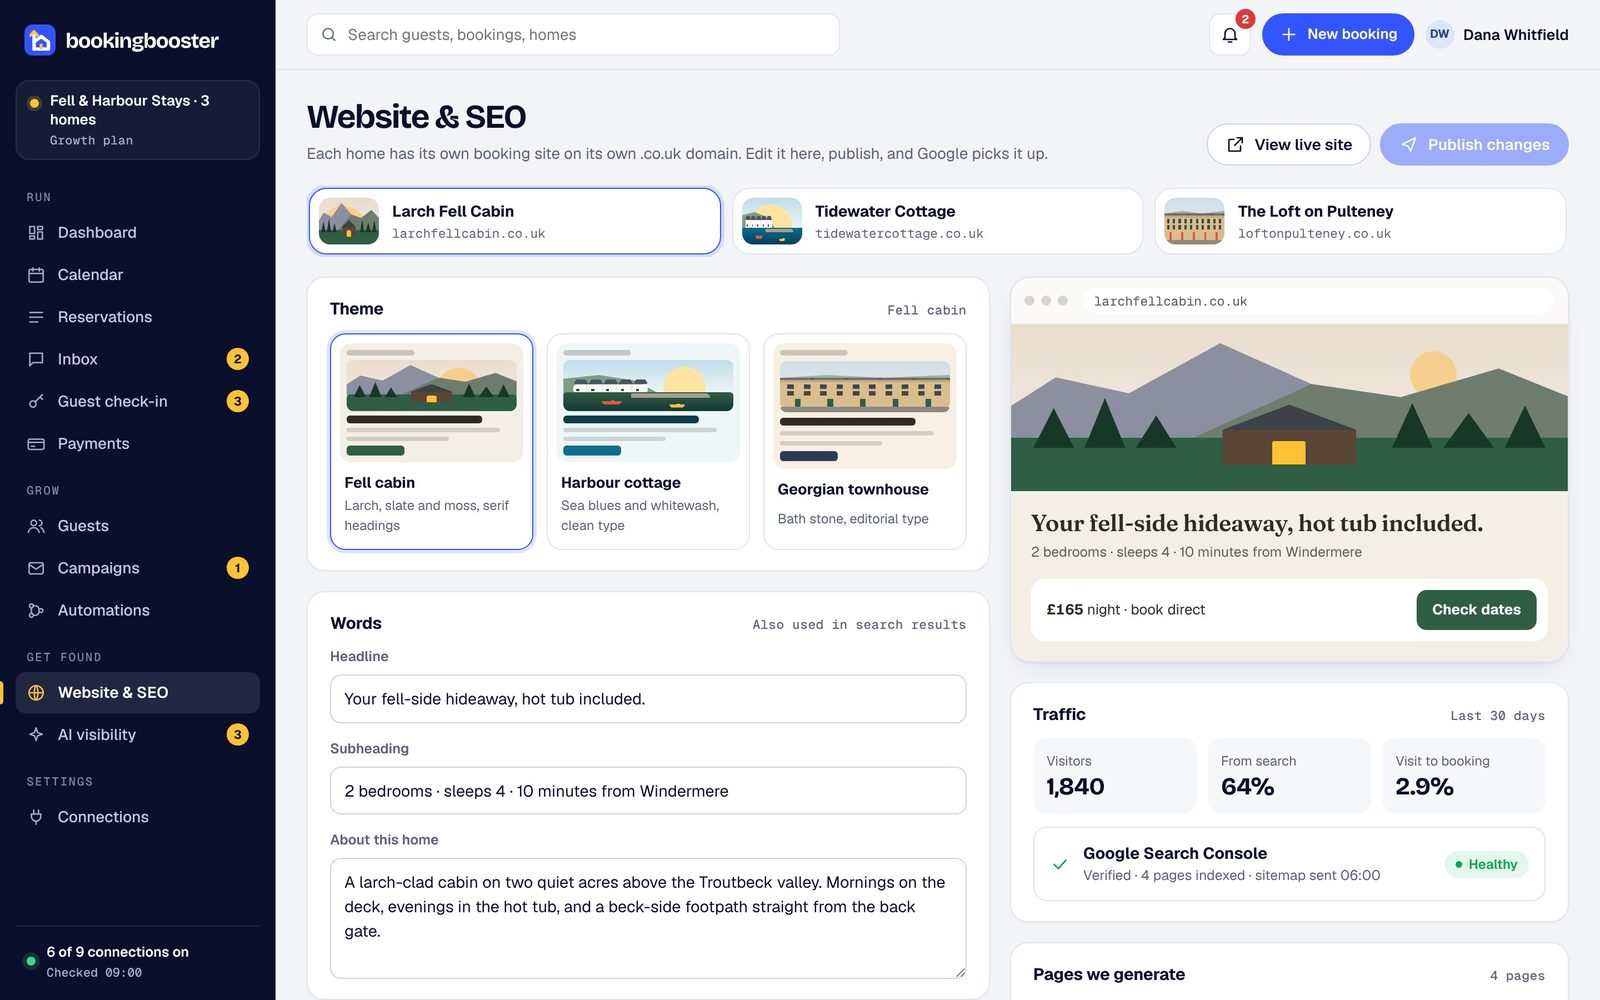 bookingbooster
Fell & Harbour Stays · 3
homes
Growth plan
RUN
Dashboard
Calendar
Reservations
Inbox
2
Guest check-in
3
Payments
GROW
Guests
Campaigns
1
Automations
GET FOUND
Website & SEO
AI visibility
3
SETTINGS
Connections
6 of 9 connections on
Checked 09:00
Search guests, bookings, homes
2
New booking
DW
Dana Whitfield
Website & SEO
Each home has its own booking site on its own .co.uk domain. Edit it here, publish, and Google picks it up.
View live site
Publish changes
Larch Fell Cabin
larchfellcabin.co.uk
Tidewater Cottage
tidewatercottage.co.uk
The Loft on Pulteney
loftonpulteney.co.uk
Theme
Fell cabin
Fell cabin
Larch, slate and moss, serif
headings
Harbour cottage
Sea blues and whitewash,
clean type
Georgian townhouse
Bath stone, editorial type
Words
Also used in search results
Headline
Your fell-side hideaway, hot tub included.
Subheading
2 bedrooms · sleeps 4 · 10 minutes from Windermere
About this home
A larch-clad cabin on two quiet acres above the Troutbeck valley. Mornings on the
deck, evenings in the hot tub, and a beck-side footpath straight from the back
gate.
larchfellcabin.co.uk
Your fell-side hideaway, hot tub included.
2 bedrooms · sleeps 4 · 10 minutes from Windermere
£165 night · book direct
Check dates
Traffic
Last 30 days
Visitors
1,840
From search
64%
Visit to booking
2.9%
Google Search Console
Verified · 4 pages indexed · sitemap sent 06:00
Healthy
Pages we generate
4 pages